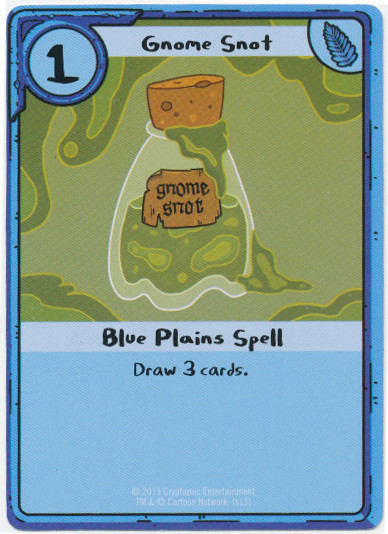 Gnome Snot
1
gnome
snot
Blue Plains Spell
Draw 3 cards.
© 2013 Cryptozoic Entertainment
TM & © Cartoon Network. (s13)